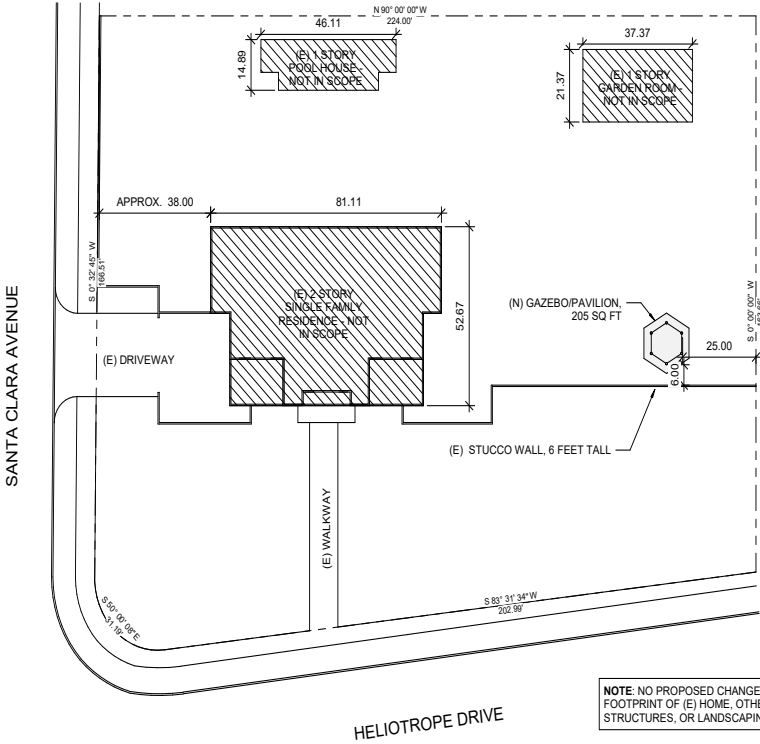 N 90° 00' 00" W
224.00'
46.11
37.37
14.89
(E) 1 STORY
POOL HOUSE -
NOT IN SCOPE
21.37
(E) 1 STORY
GARDEN ROOM -
NOT IN SCOPE
APPROX. 38.00
81.11
S 0° 32' 45" W
166.51'
(E) 2 STORY
SINGLE FAMILY
RESIDENCE - NOT
IN SCOPE
52.67
(N) GAZEBO/PAVILION,
205 SQ FT
S 0° 00' 00" W
25.00
6.00
(E) DRIVEWAY
SANTA CLARA AVENUE
(E) STUCCO WALL, 6 FEET TALL
(E) WALKWAY
S 50° 00' 08" E
31.19'
S 83° 31' 34" W
202.99'
HELIOTROPE DRIVE
NOTE: NO PROPOSED CHANGE
FOOTPRINT OF (E) HOME, OTHE
STRUCTURES, OR LANDSCAPIN